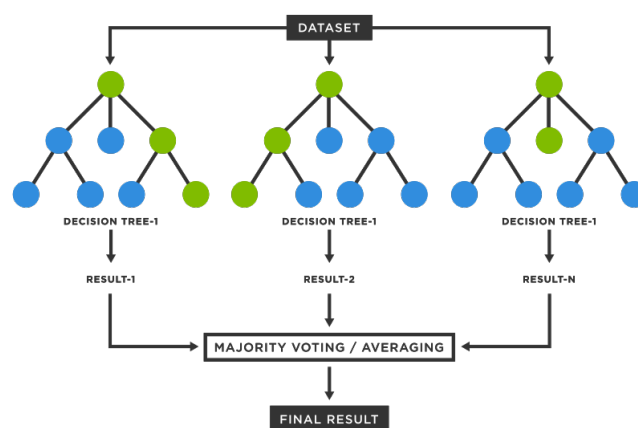 DATASET
DECISION TREE-1
DECISION TREE-1
DECISION TREE-1
RESULT-1
RESULT-2
RESULT-N
MAJORITY VOTING / AVERAGING
FINAL RESULT